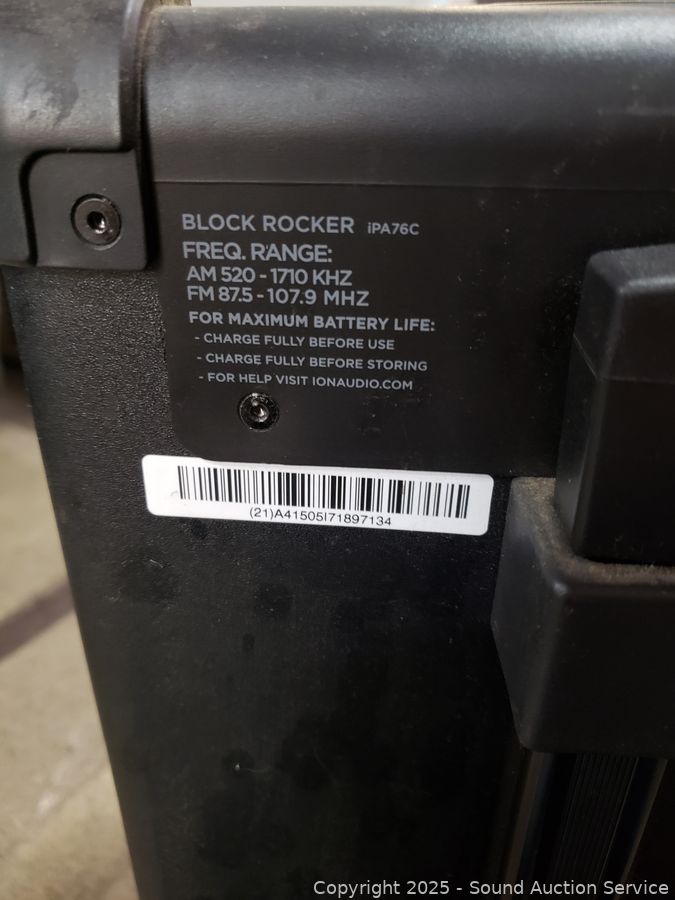 BLOCK ROCKER iPA76C
FREQ. RANGE:
AM 520 - 1710 KHZ
FM 87.5 - 107.9 MHZ
FOR MAXIMUM BATTERY LIFE:
- CHARGE FULLY BEFORE USE
- CHARGE FULLY BEFORE STORING
- FOR HELP VISIT IONAUDIO.COM
(21)A41505I71897134
Copyright 2025 - Sound Auction Service